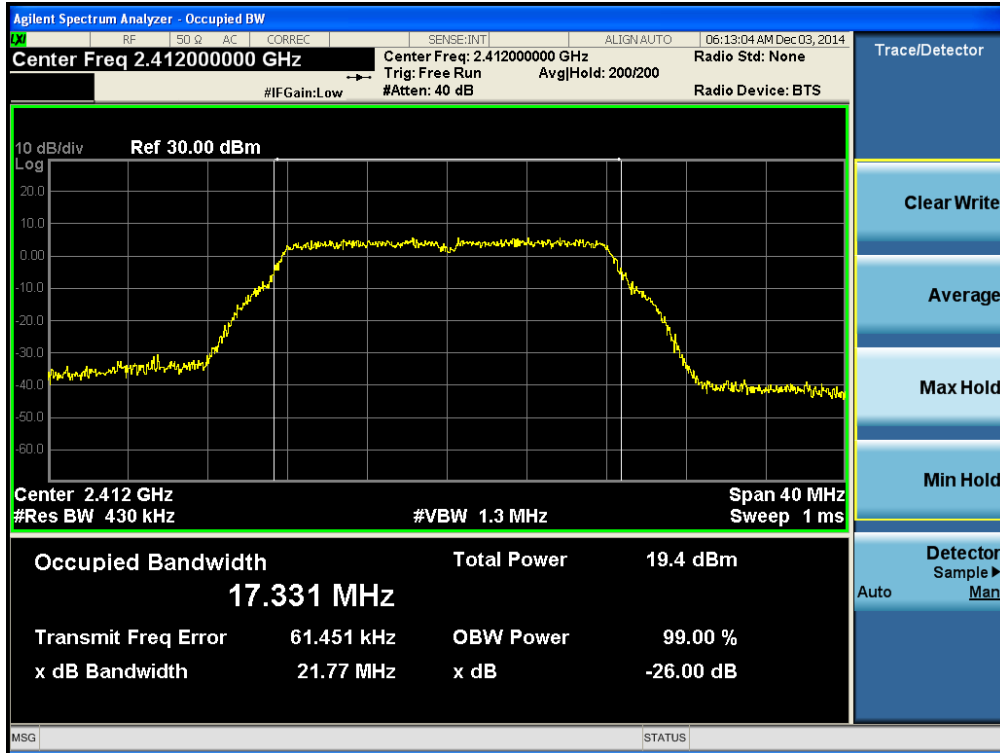 Agilent Spectrum Analyzer - Occupied BW
LXI RF 50 Ω AC CORREC SENSE:INT ALIGN AUTO 06:13:04 AM Dec 03, 2014
Center Freq 2.412000000 GHz
Center Freq: 2.412000000 GHz
Radio Std: None
Trig: Free Run Avg|Hold: 200/200
#IFGain:Low
#Atten: 40 dB
Radio Device: BTS
10 dB/div Ref 30.00 dBm
Log
20.0
10.0
0.00
-10.0
-20.0
-30.0
-40.0
-50.0
-60.0
Center 2.412 GHz Span 40 MHz
#Res BW 430 kHz #VBW 1.3 MHz Sweep 1 ms
Occupied Bandwidth Total Power 19.4 dBm
17.331 MHz
Transmit Freq Error 61.451 kHz OBW Power 99.00 %
x dB Bandwidth 21.77 MHz x dB -26.00 dB
MSG STATUS
Trace/Detector
Clear Write
Average
Max Hold
Min Hold
Detector
Sample▶
Auto Man